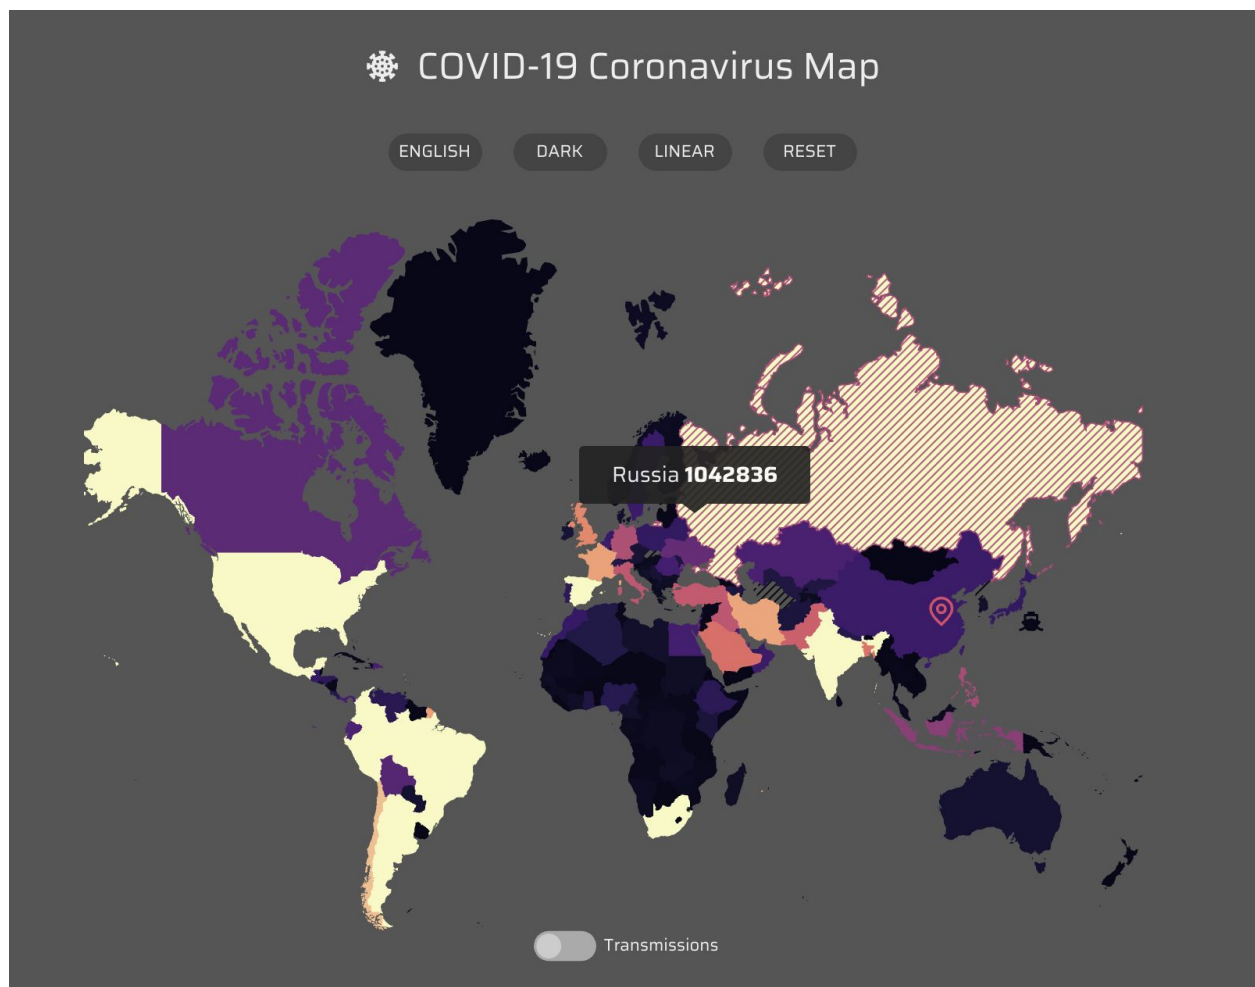 COVID-19 Coronavirus Map
ENGLISH DARK LINEAR RESET
Russia 1042836
Transmissions